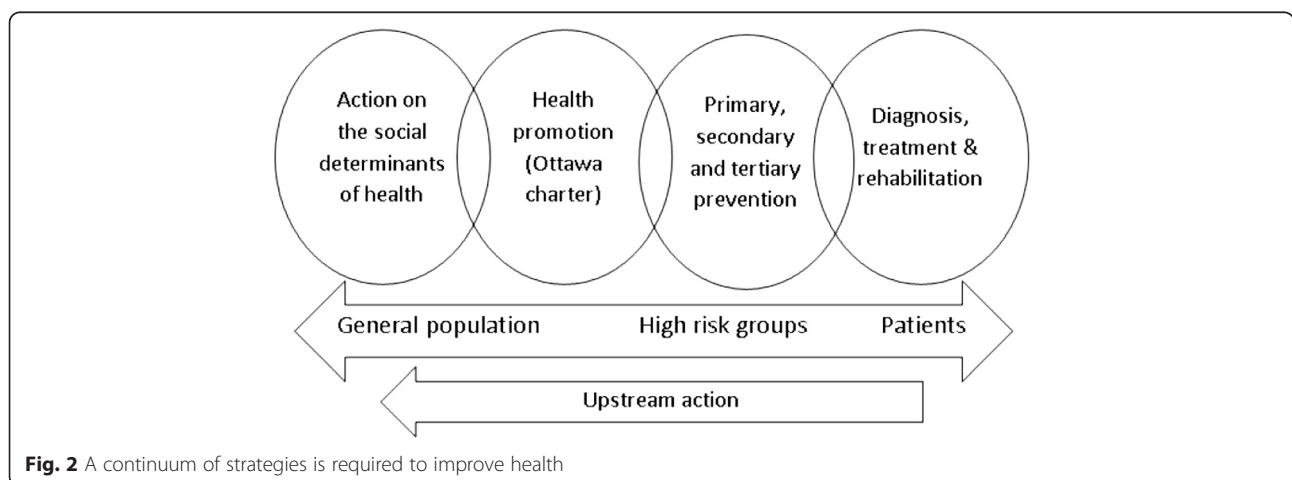 Action on
the social
determinants
of health
Health
promotion
(Ottawa
charter)
Primary,
secondary
and tertiary
prevention
Diagnosis,
treatment &
rehabilitation
General population High risk groups Patients
Upstream action
Fig. 2 A continuum of strategies is required to improve health